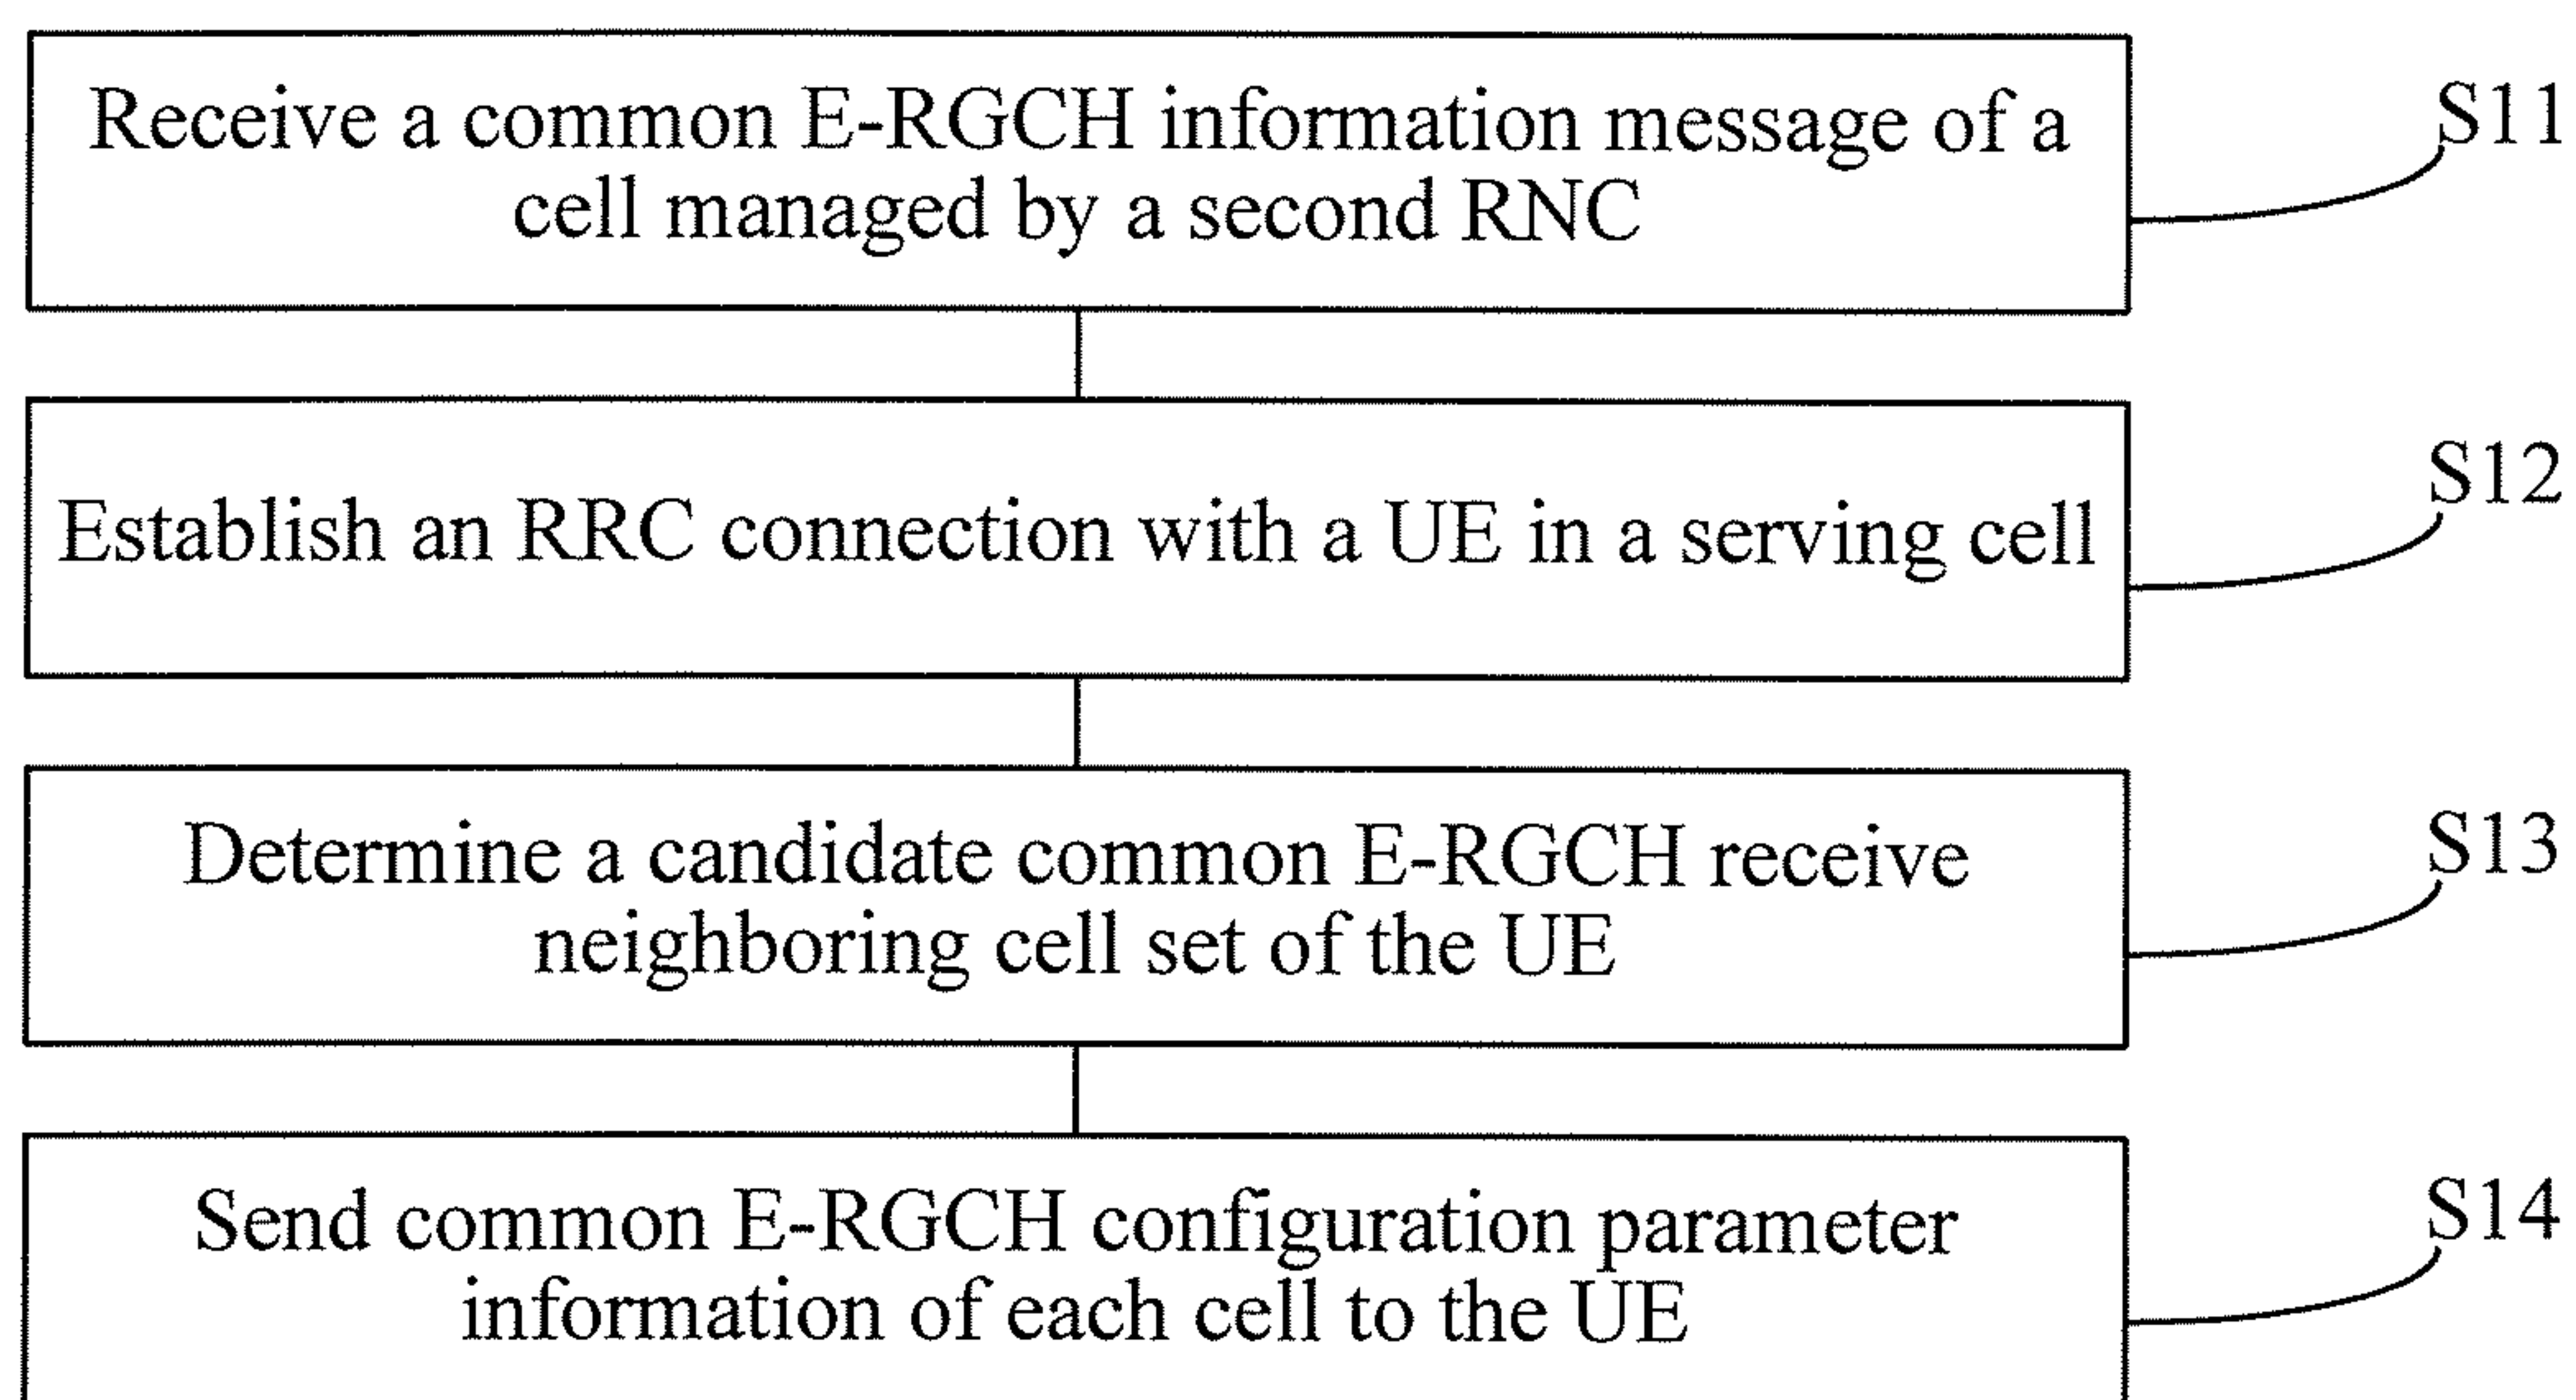 Receive a common E-RGCH information message of a
cell managed by a second RNC
S11
Establish an RRC connection with a UE in a serving cell
S12
Determine a candidate common E-RGCH receive
neighboring cell set of the UE
S13
Send common E-RGCH configuration parameter
information of each cell to the UE
S14